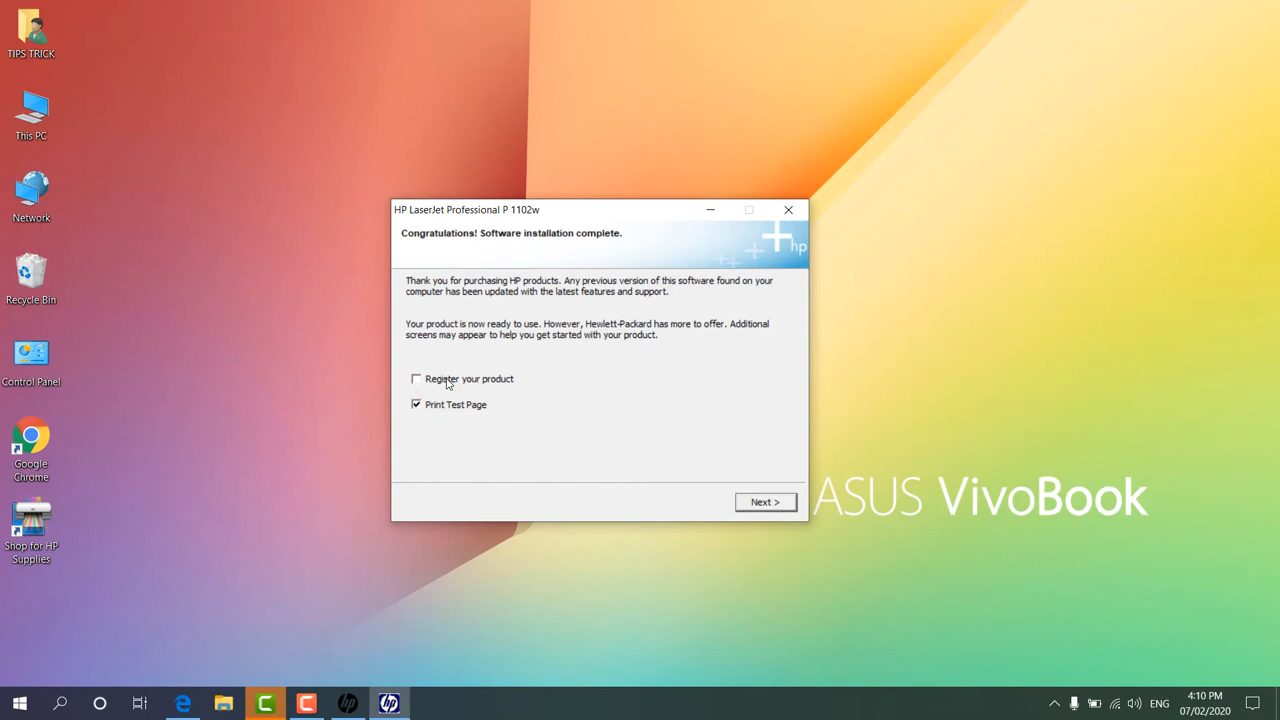 TIPS TRICK
This PC
Network
Recycle Bin
Control Panel
Google
Chrome
Shop for HP
Supplies
HP LaserJet Professional P 1102w
Congratulations! Software installation complete.
hp
Thank you for purchasing HP products. Any previous version of this software found on your
computer has been updated with the latest features and support.
Your product is now ready to use. However, Hewlett-Packard has more to offer. Additional
screens may appear to help you get started with your product.
Register your product
Print Test Page
Next >
ASUS VivoBook
ENG
4:10 PM
07/02/2020